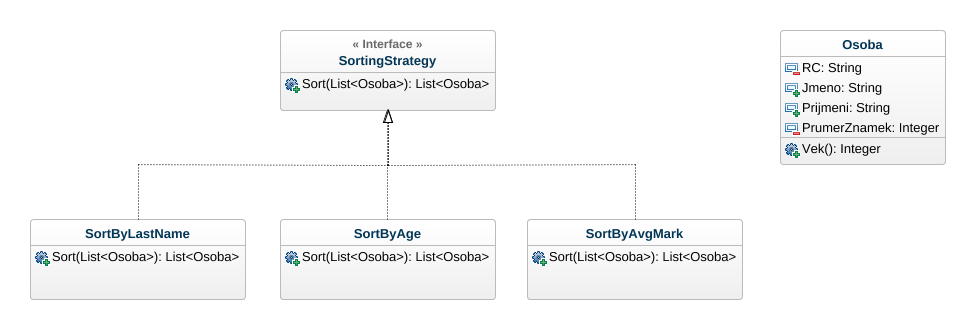 « Interface »
SortingStrategy
Sort(List<Osoba>): List<Osoba>
Osoba
RC: String
Jmeno: String
Prijmeni: String
PrumerZnamek: Integer
Vek(): Integer
SortByLastName
Sort(List<Osoba>): List<Osoba>
SortByAge
Sort(List<Osoba>): List<Osoba>
SortByAvgMark
Sort(List<Osoba>): List<Osoba>